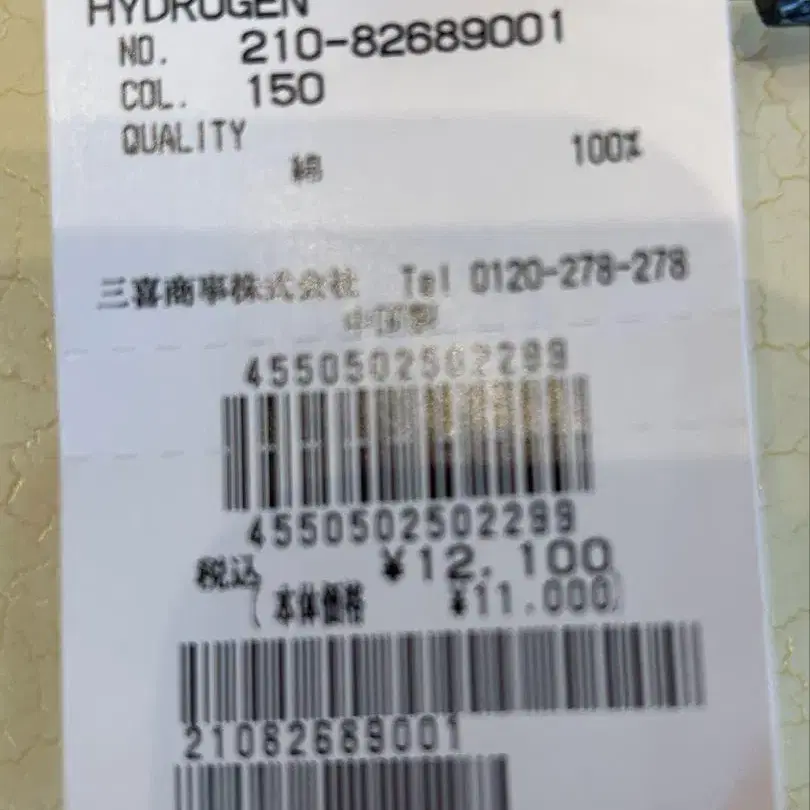 HYDROGEN
NO. 210-82689001
COL. 150
QUALITY
綿 100%
三喜商事株式会社 Tel 0120-278-278
4550502502299
4550502502299
税込 ¥12,100
(本体価格 ¥11,000)
21082689001